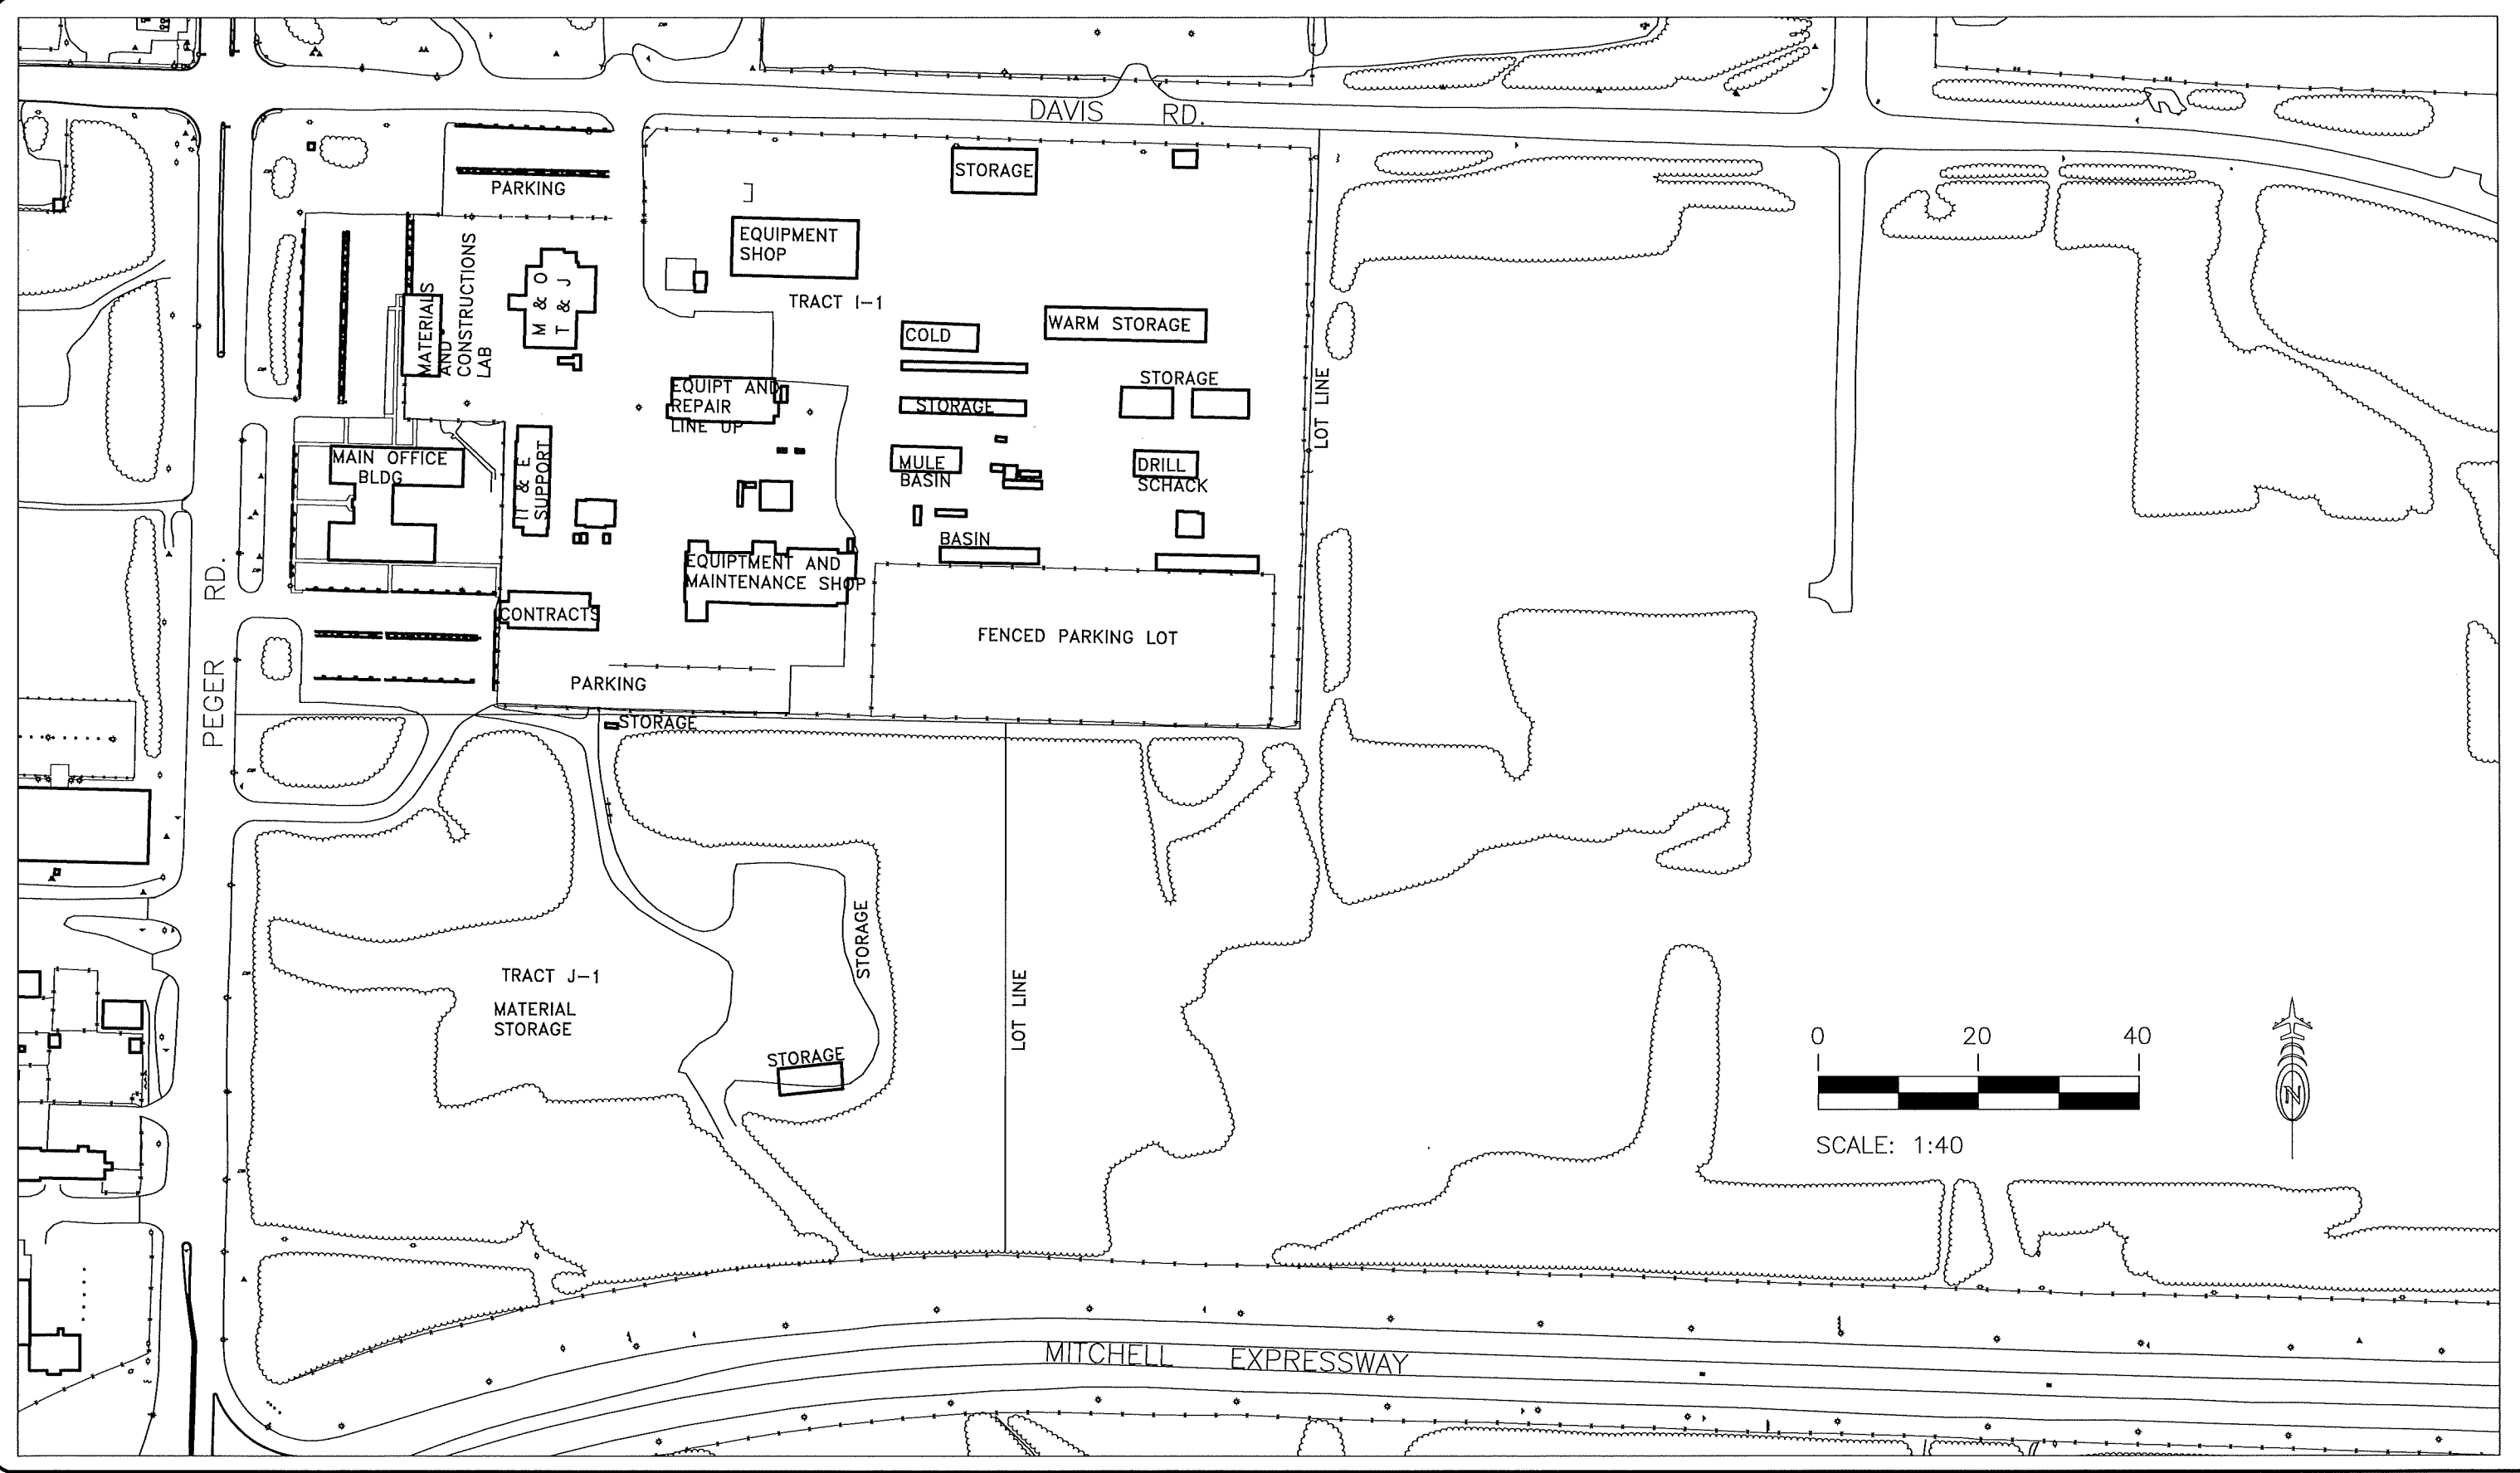 DAVIS RD.
STORAGE
PARKING
EQUIPMENT
SHOP
TRACT I-1
MATERIALS
AND
CONSTRUCTIONS
LAB
M & O
T & J
COLD
WARM STORAGE
EQUIPT AND
REPAIR
LINE UP
STORAGE
STORAGE
LOT LINE
MAIN OFFICE
BLDG
II & E
SUPPORT
MULE
BASIN
DRILL
SCHACK
BASIN
EQUIPTMENT AND
MAINTENANCE SHOP
CONTRACTS
FENCED PARKING LOT
PEGER RD.
PARKING
STORAGE
STORAGE
TRACT J-1
MATERIAL
STORAGE
STORAGE
LOT LINE
0 20 40
SCALE: 1:40
N
MITCHELL EXPRESSWAY